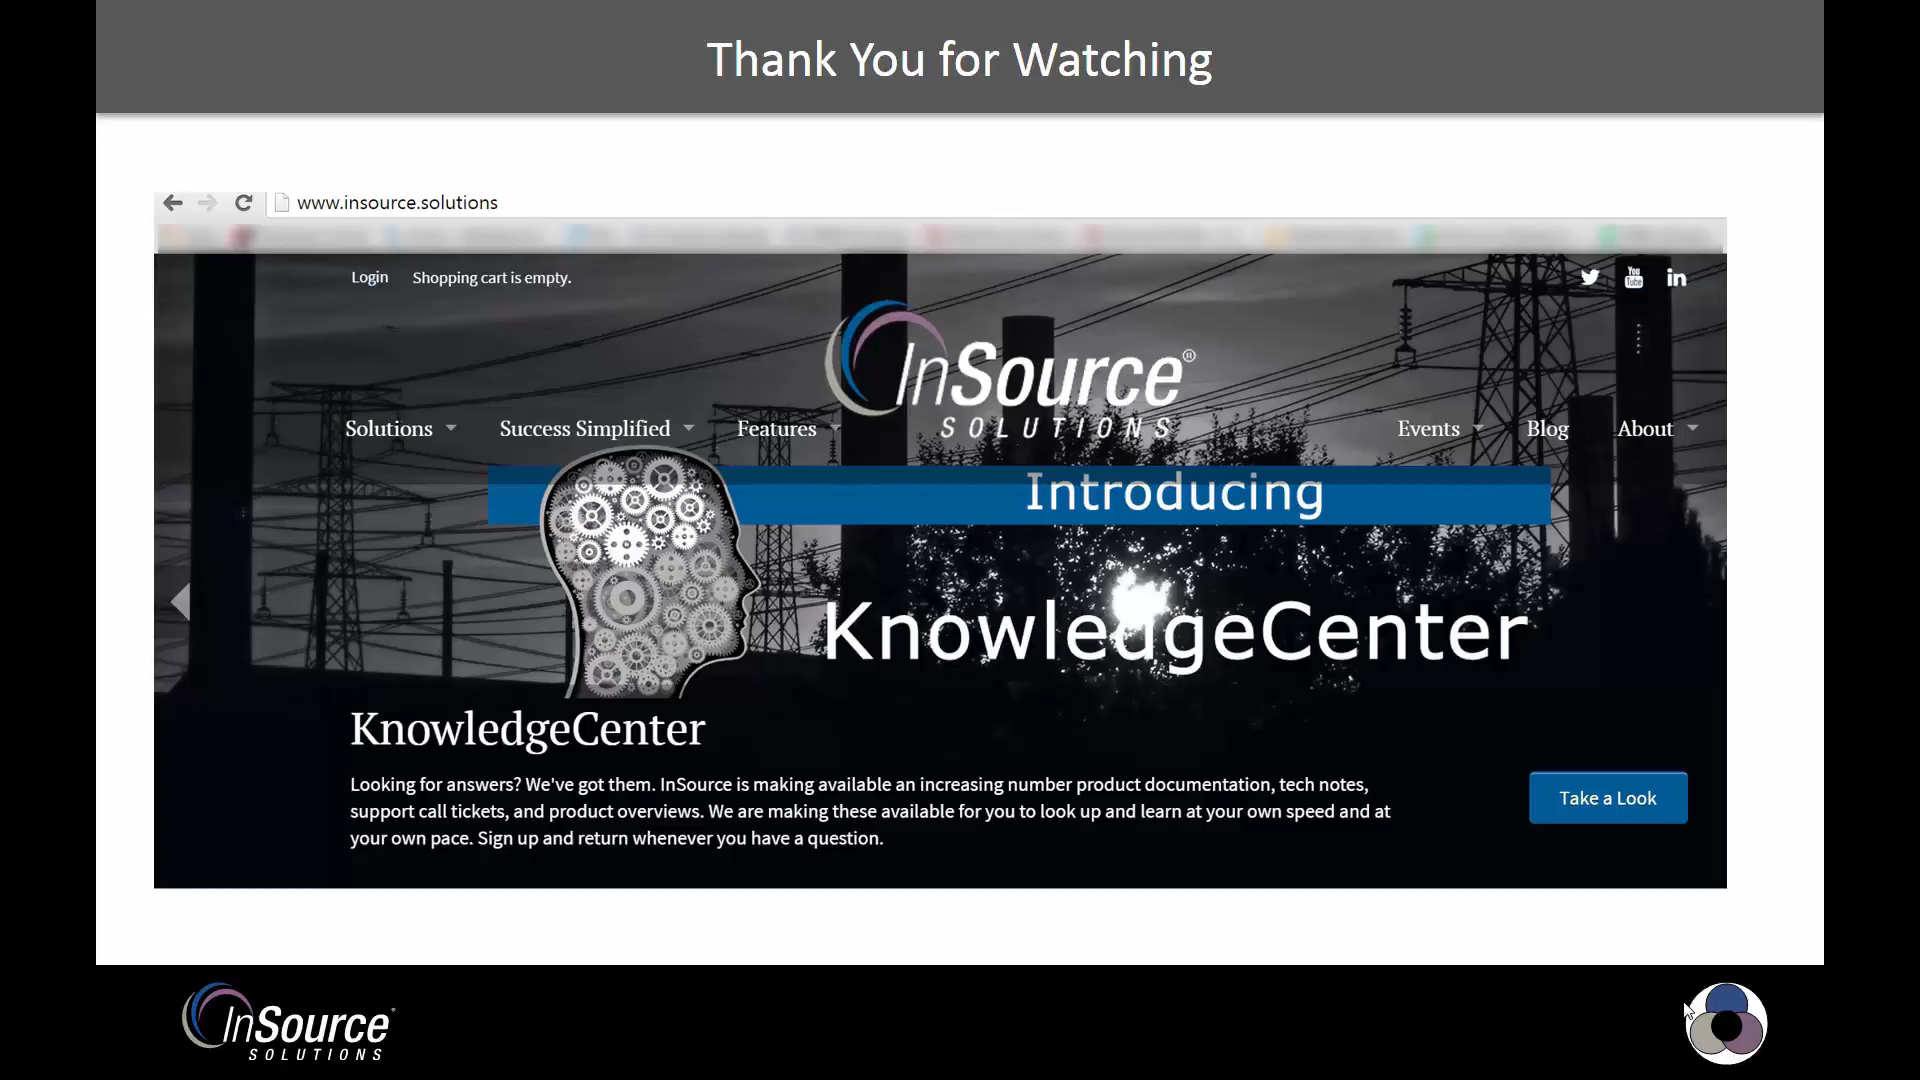 Thank You for Watching
www.insource.solutions
Login Shopping cart is empty.
You
Tube
in
InSource®
SOLUTIONS
Solutions Success Simplified Features Events Blog About
Introducing
KnowledgeCenter
KnowledgeCenter
Looking for answers? We've got them. InSource is making available an increasing number product documentation, tech notes,
support call tickets, and product overviews. We are making these available for you to look up and learn at your own speed and at
your own pace. Sign up and return whenever you have a question.
Take a Look
InSource
SOLUTIONS